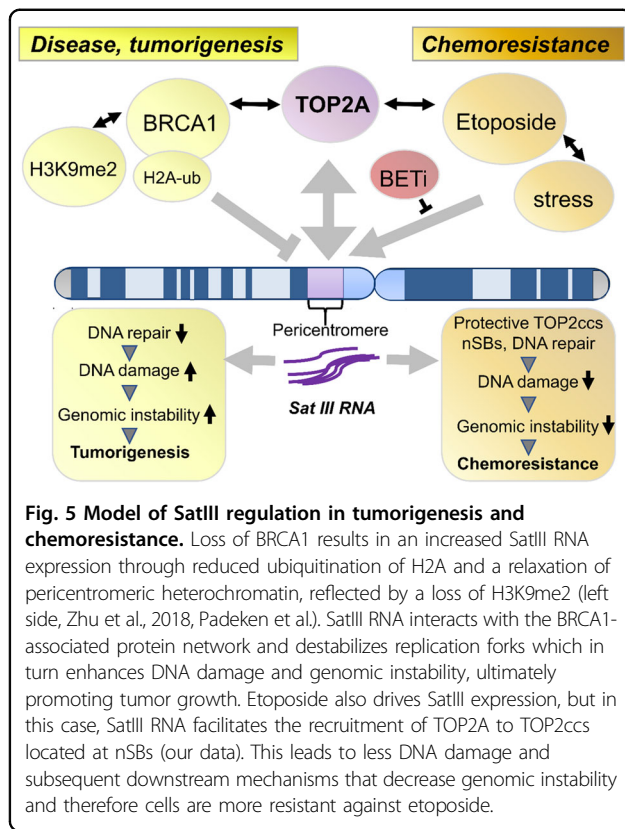 Disease, tumorigenesis
Chemoresistance
TOP2A
BRCA1
Etoposide
H3K9me2
H2A-ub
BETi
stress
Pericentromere
Sat III RNA
DNA repair
DNA damage
Genomic instability
Tumorigenesis
Protective TOP2ccs
nSBs, DNA repair
DNA damage
Genomic instability
Chemoresistance
Fig. 5 Model of SatIII regulation in tumorigenesis and
chemoresistance. Loss of BRCA1 results in an increased SatIII RNA
expression through reduced ubiquitination of H2A and a relaxation of
pericentromeric heterochromatin, reflected by a loss of H3K9me2 (left
side, Zhu et al., 2018, Padeken et al.). SatIII RNA interacts with the BRCA1-
associated protein network and destabilizes replication forks which in
turn enhances DNA damage and genomic instability, ultimately
promoting tumor growth. Etoposide also drives SatIII expression, but in
this case, SatIII RNA facilitates the recruitment of TOP2A to TOP2ccs
located at nSBs (our data). This leads to less DNA damage and
subsequent downstream mechanisms that decrease genomic instability
and therefore cells are more resistant against etoposide.